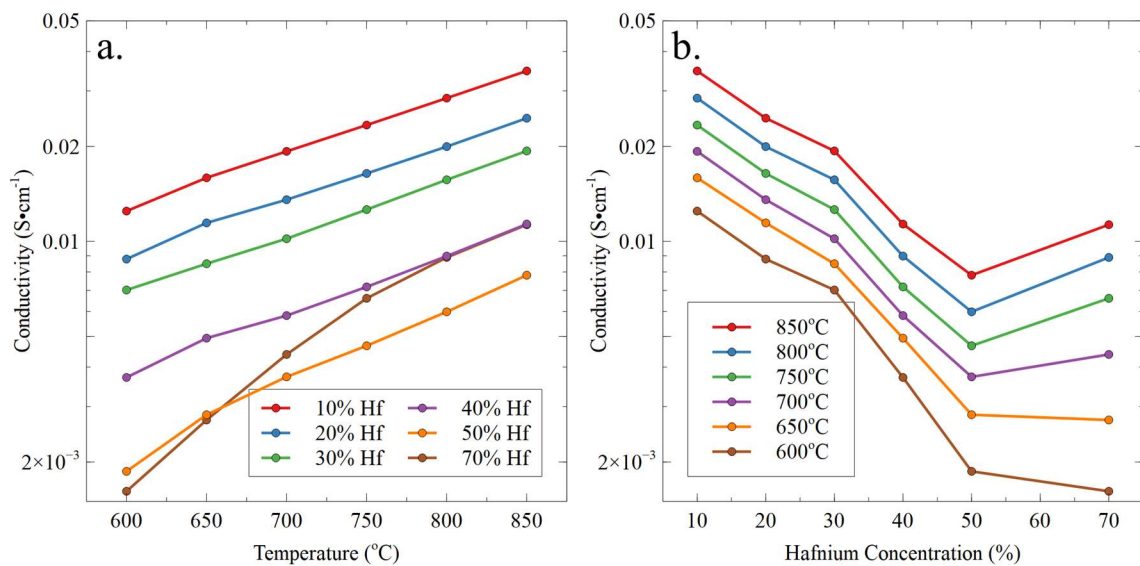 a.
0.05
0.02
0.01
2×10⁻³
Conductivity (S•cm⁻¹)
600 650 700 750 800 850
Temperature (°C)
10% Hf 40% Hf
20% Hf 50% Hf
30% Hf 70% Hf
b.
0.05
0.02
0.01
2×10⁻³
Conductivity (S•cm⁻¹)
850°C
800°C
750°C
700°C
650°C
600°C
10 20 30 40 50 60 70
Hafnium Concentration (%)